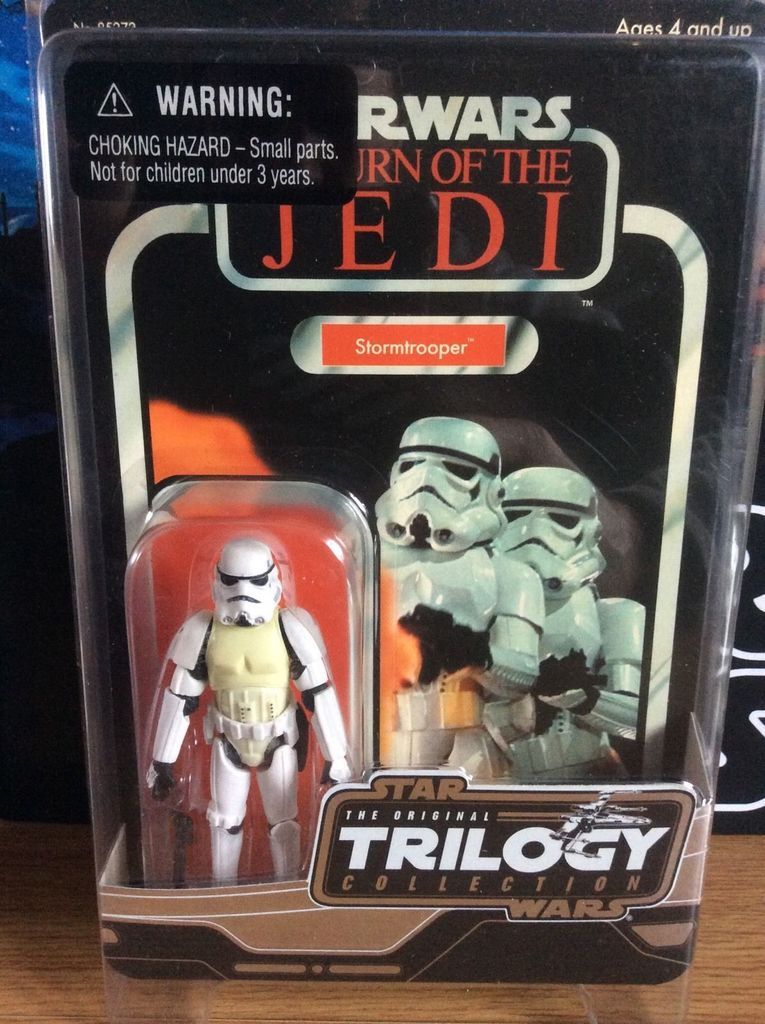 Ages 4 and up
WARNING:
CHOKING HAZARD – Small parts.
Not for children under 3 years.
RWARS
URN OF THE
JEDI
TM
Stormtrooper™
STAR
THE ORIGINAL
TRILOGY
COLLECTION
WARS